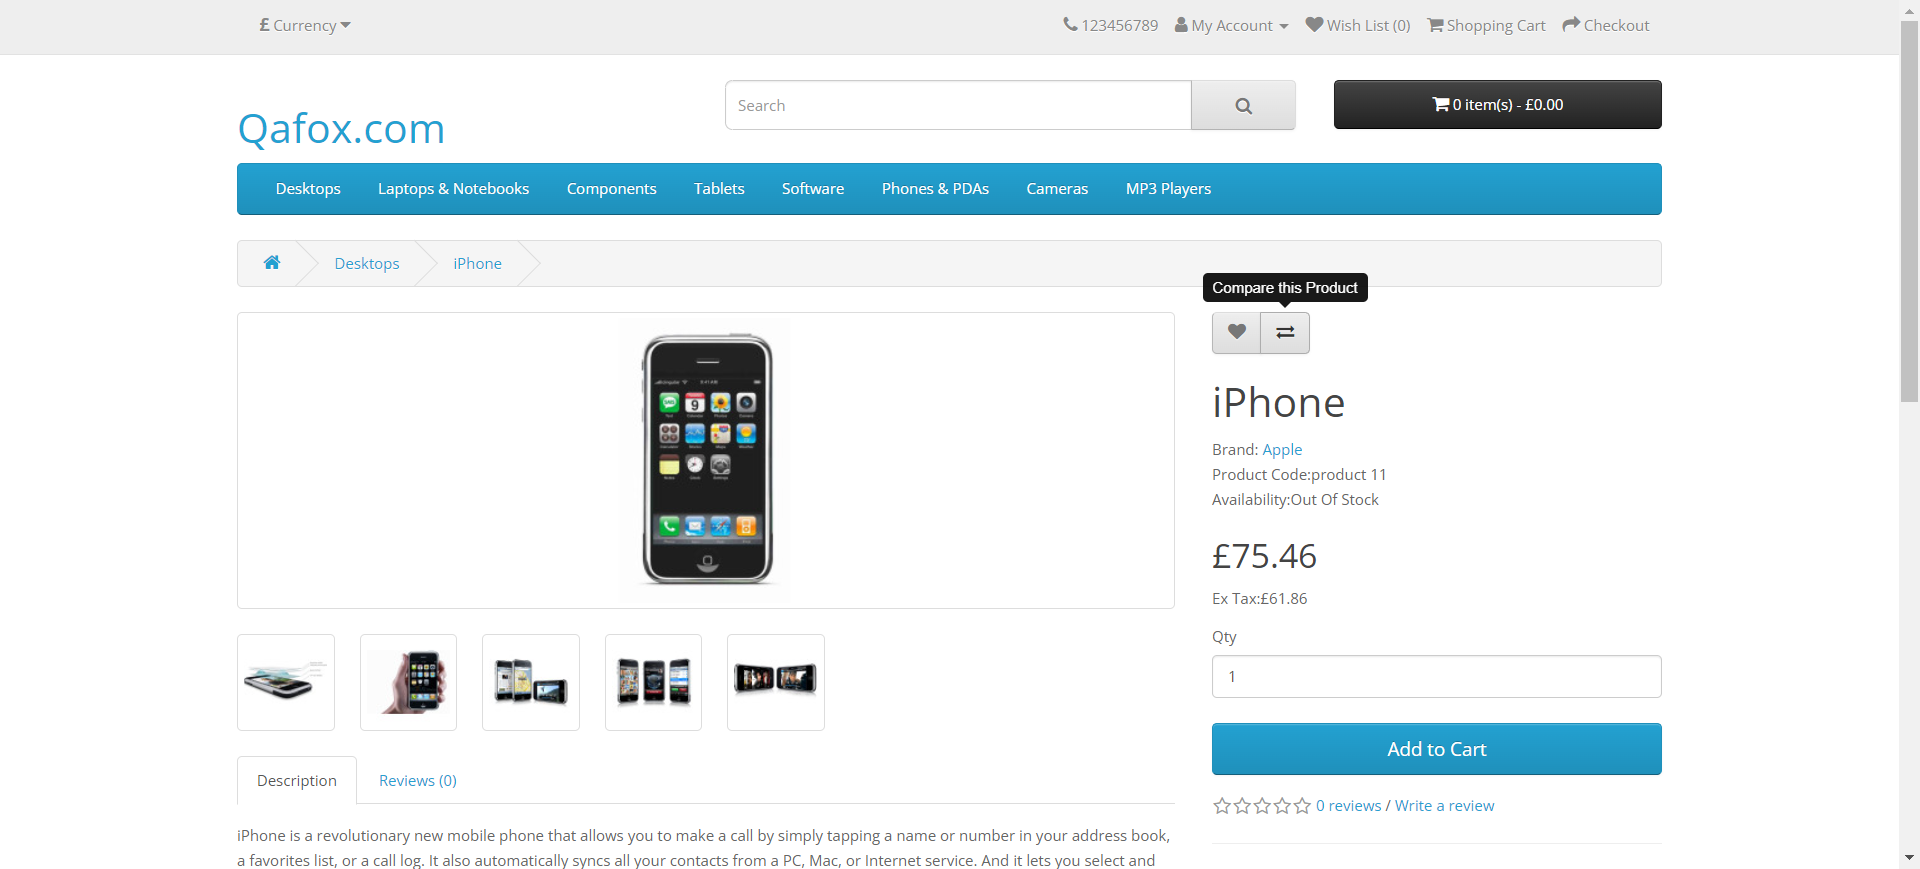 £ Currency
123456789 My Account Wish List (0) Shopping Cart Checkout
Qafox.com
Search
0 item(s) - £0.00
Desktops Laptops & Notebooks Components Tablets Software Phones & PDAs Cameras MP3 Players
Desktops iPhone
Compare this Product
iPhone
Brand: Apple
Product Code:product 11
Availability:Out Of Stock
£75.46
Ex Tax:£61.86
Qty
1
Add to Cart
0 reviews / Write a review
Description Reviews (0)
iPhone is a revolutionary new mobile phone that allows you to make a call by simply tapping a name or number in your address book,
a favorites list, or a call log. It also automatically syncs all your contacts from a PC, Mac, or Internet service. And it lets you select and